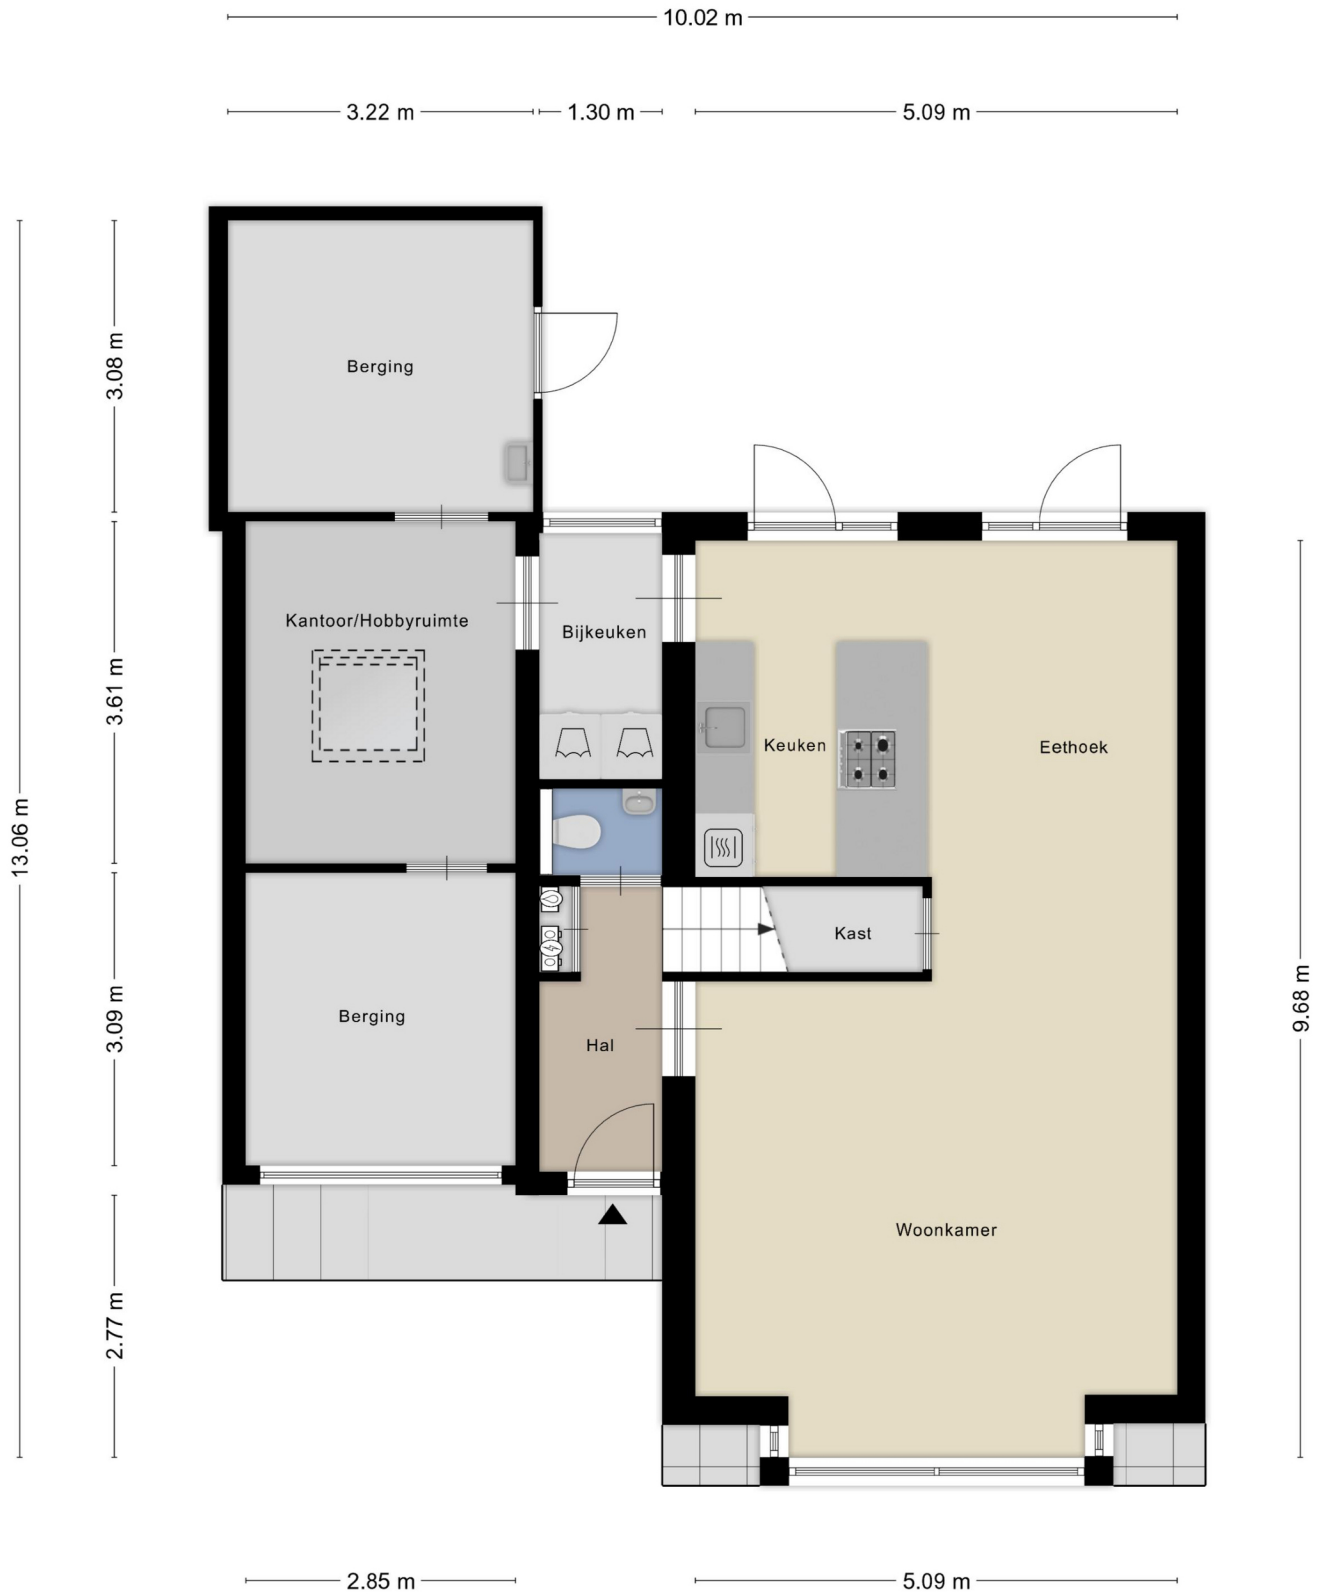 10.02 m
3.22 m
1.30 m
5.09 m
3.08 m
3.61 m
3.09 m
2.77 m
13.06 m
9.68 m
Berging
Kantoor/Hobbyruimte
Bijkeuken
Keuken
Eethoek
Kast
Berging
Hal
Woonkamer
2.85 m
5.09 m